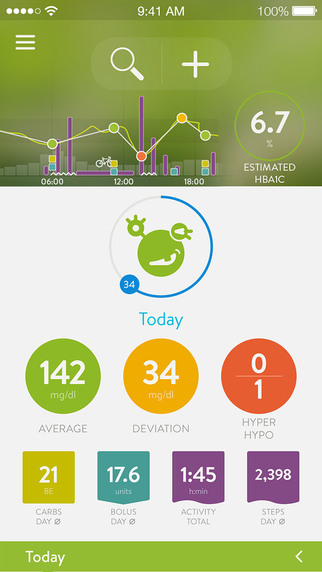 9:41 AM 100%
6.7
%
ESTIMATED
HBA1C
06:00 12:00 18:00
34
Today
142 34 0
mg/dl mg/dl 1
AVERAGE DEVIATION HYPER
HYPO
21 17.6 1:45 2,398
BE units h:min
CARBS BOLUS ACTIVITY STEPS
DAY Ø DAY Ø TOTAL DAY Ø
Today